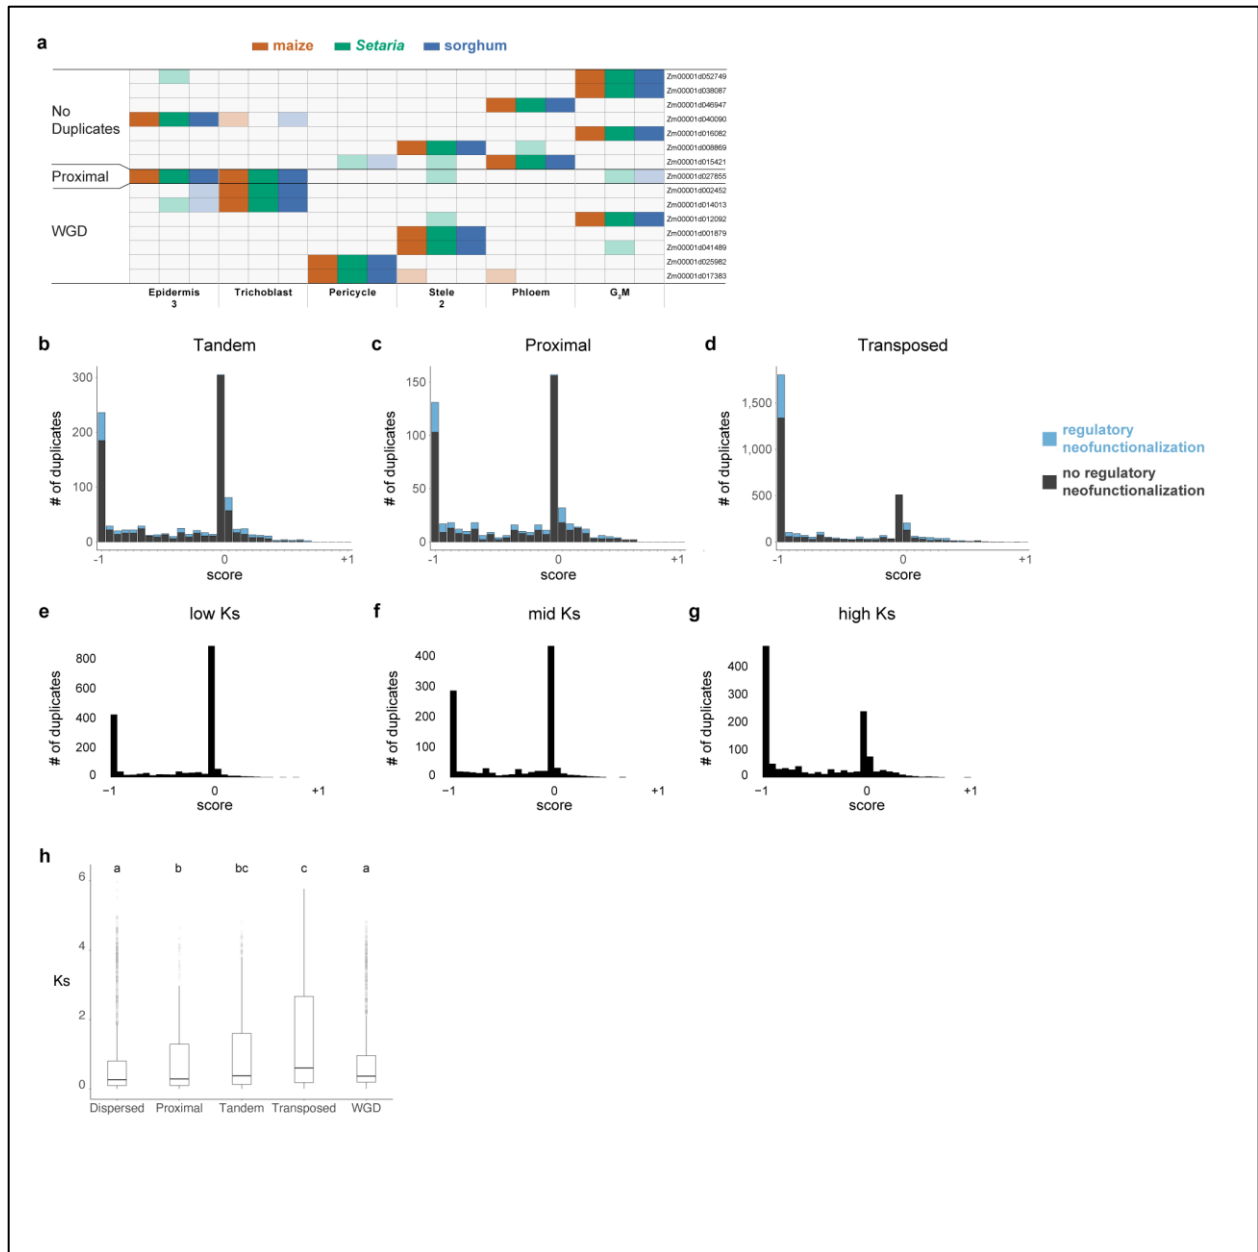 a
maize Setaria sorghum
No
Duplicates
Proximal
WGD
Zm00001d052749
Zm00001d038087
Zm00001d046947
Zm00001d040090
Zm00001d016082
Zm00001d008869
Zm00001d015421
Zm00001d027855
Zm00001d002452
Zm00001d014013
Zm00001d012092
Zm00001d001879
Zm00001d041489
Zm00001d025982
Zm00001d017383
Epidermis Trichoblast Pericycle Stele Phloem G₂M
3 2
b Tandem
# of duplicates
300
200
100
0
-1 0 +1
score
c Proximal
# of duplicates
150
100
50
0
-1 0 +1
score
d Transposed
# of duplicates
1,500
1,000
500
0
-1 0 +1
score
regulatory
neofunctionalization
no regulatory
neofunctionalization
e low Ks
# of duplicates
800
600
400
200
0
−1 0 +1
score
f mid Ks
# of duplicates
400
300
200
100
0
−1 0 +1
score
g high Ks
# of duplicates
400
300
200
100
0
−1 0 +1
score
h
a b bc c a
Ks
6
4
2
0
Dispersed Proximal Tandem Transposed WGD